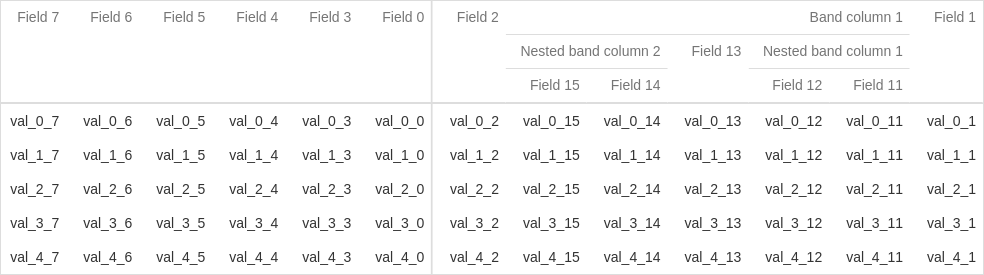 Field 7 Field 6 Field 5 Field 4 Field 3 Field 0 Field 2 Band column 1 Field 1
Nested band column 2 Field 13 Nested band column 1
Field 15 Field 14 Field 12 Field 11
val_0_7 val_0_6 val_0_5 val_0_4 val_0_3 val_0_0 val_0_2 val_0_15 val_0_14 val_0_13 val_0_12 val_0_11 val_0_1
val_1_7 val_1_6 val_1_5 val_1_4 val_1_3 val_1_0 val_1_2 val_1_15 val_1_14 val_1_13 val_1_12 val_1_11 val_1_1
val_2_7 val_2_6 val_2_5 val_2_4 val_2_3 val_2_0 val_2_2 val_2_15 val_2_14 val_2_13 val_2_12 val_2_11 val_2_1
val_3_7 val_3_6 val_3_5 val_3_4 val_3_3 val_3_0 val_3_2 val_3_15 val_3_14 val_3_13 val_3_12 val_3_11 val_3_1
val_4_7 val_4_6 val_4_5 val_4_4 val_4_3 val_4_0 val_4_2 val_4_15 val_4_14 val_4_13 val_4_12 val_4_11 val_4_1